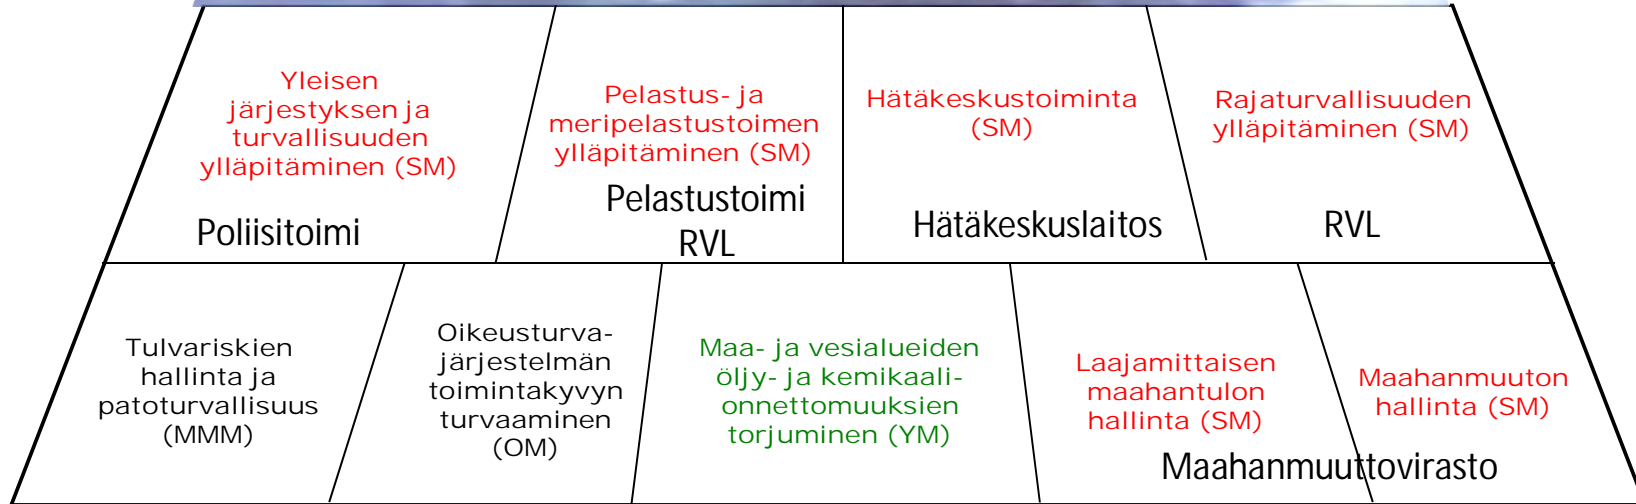 Yleisen
järjestyksen ja
turvallisuuden
ylläpitäminen (SM)
Poliisitoimi
Pelastus- ja
meripelastustoimen
ylläpitäminen (SM)
Pelastustoimi
RVL
Hätäkeskustoiminta
(SM)
Hätäkeskuslaitos
Rajaturvallisuuden
ylläpitäminen (SM)
RVL
Tulvariskien
hallinta ja
patoturvallisuus
(MMM)
Oikeusturva-
järjestelmän
toimintakyvyn
turvaaminen
(OM)
Maa- ja vesialueiden
öljy- ja kemikaali-
onnettomuuksien
torjuminen (YM)
Laajamittaisen
maahantulon
hallinta (SM)
Maahanmuuton
hallinta (SM)
Maahanmuuttovirasto